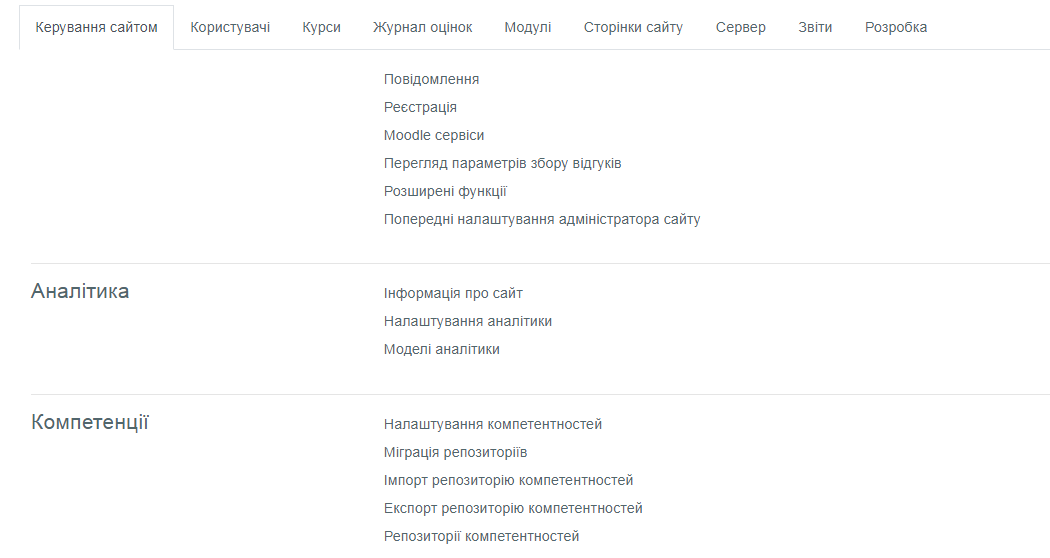 Керування сайтом Користувачі Курси Журнал оцінок Модулі Сторінки сайту Сервер Звіти Розробка
Повідомлення
Реєстрація
Moodle сервіси
Перегляд параметрів збору відгуків
Розширені функції
Попередні налаштування адміністратора сайту
Аналітика
Інформація про сайт
Налаштування аналітики
Моделі аналітики
Компетенції
Налаштування компетентностей
Міграція репозиторіїв
Імпорт репозиторію компетентностей
Експорт репозиторію компетентностей
Репозиторії компетентностей